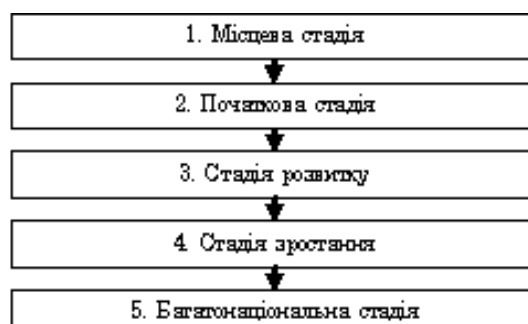 1. Місцева стадія
2. Початкова стадія
3. Стадія розвитку
4. Стадія зростання
5. Багатонаціональна стадія